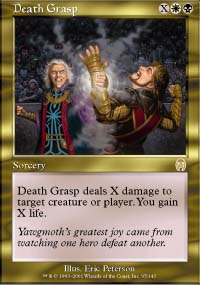 Death Grasp X
Sorcery
Death Grasp deals X damage to
target creature or player. You gain
X life.
Yawgmoth's greatest joy came from
watching one hero defeat another.
Illus. Eric Peterson